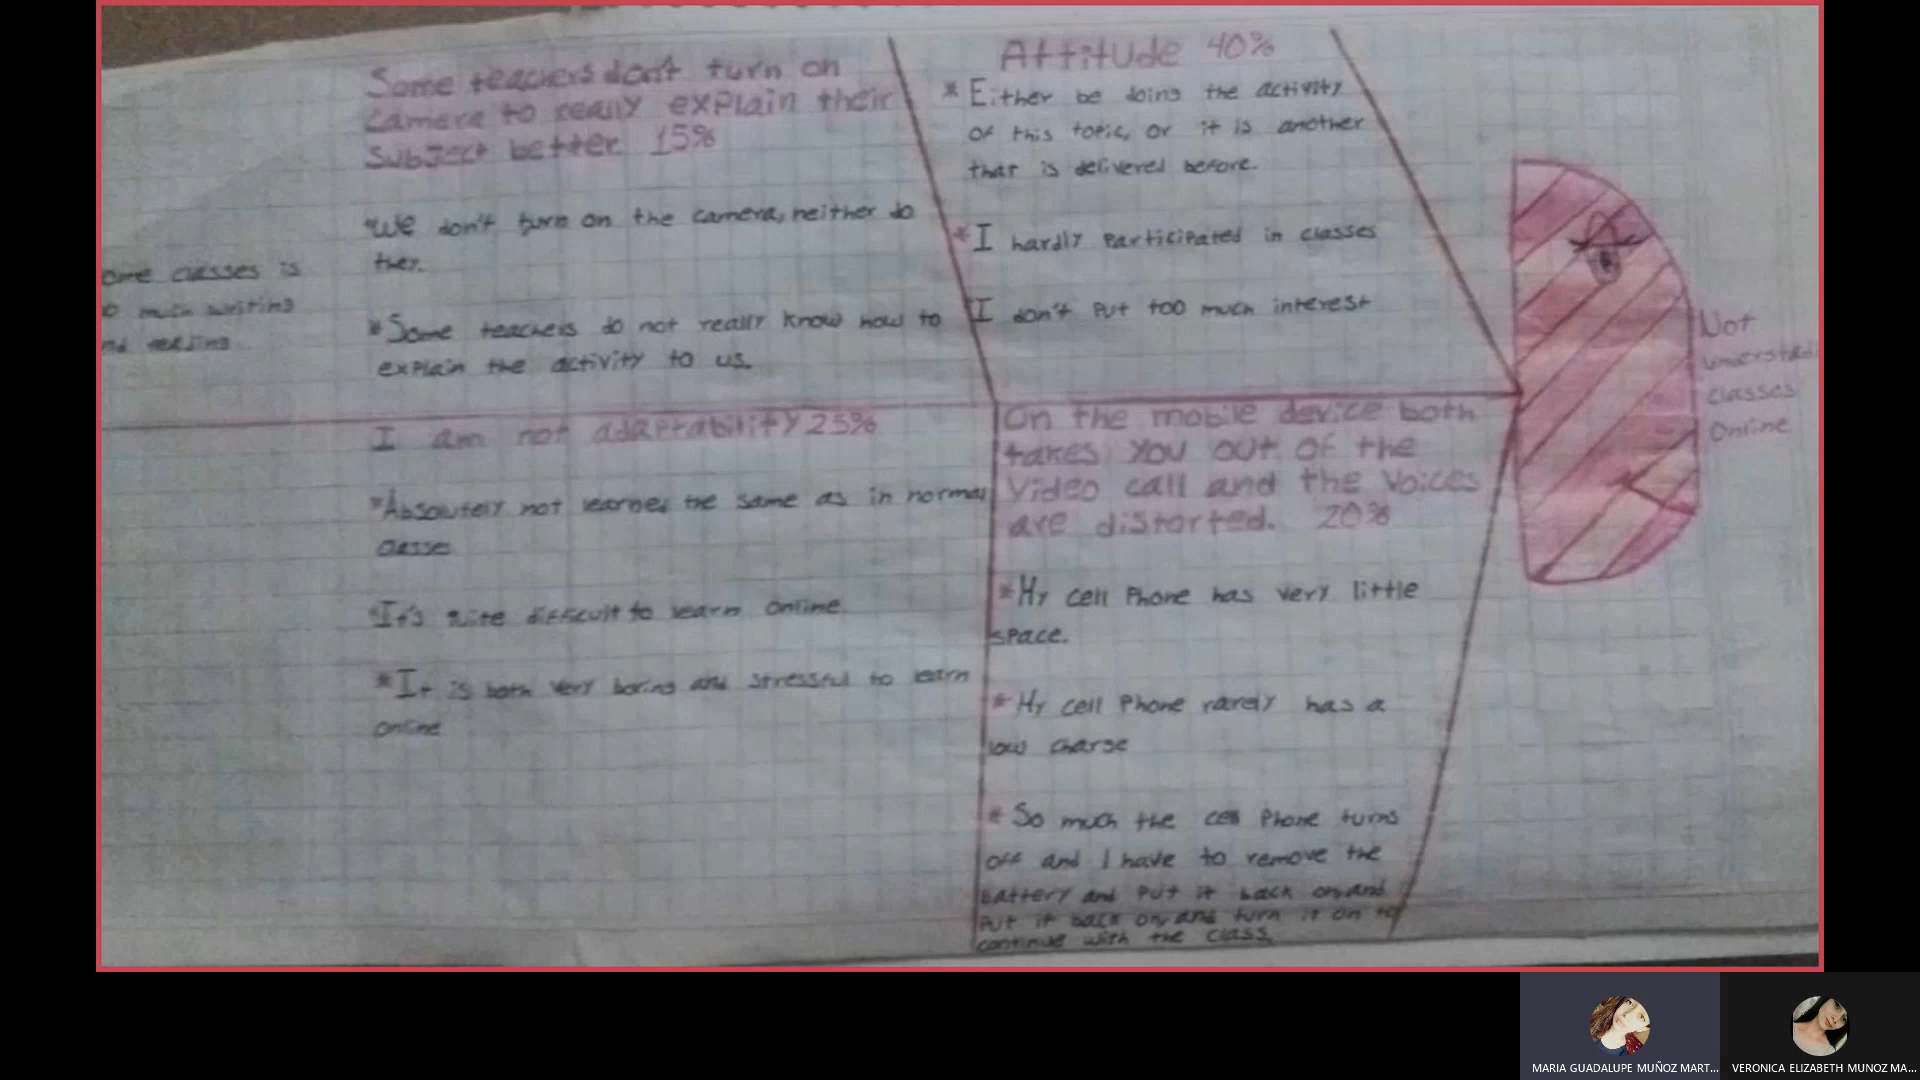 Some teachers don't turn on
camera to really explain their
subject better 15%
*We don't turn on the camera, neither do
they.
*Some teachers do not really know how to
explain the activity to us.
ome classes is
o much writing
nd reading
Attitude 40%
* Either be doing the activity
of this topic, or it is another
that is delivered before.
*I hardly participated in classes
I don't put too much interest
I am not adaptability 25%
*Absolutely not learned the same as in normal
classe
*It's quite difficult to learn online.
*It is both very boring and stressful to learn
online
On the mobile device both
takes you out of the
video call and the voices
are distorted. 20%
*My cell phone has very little
space.
*My cell phone rarely has a
low charge
* So much the cell phone turns
off and I have to remove the
battery and put it back on, and
put it back on, and turn it on to
continue with the class.
Not
classes
online
MARIA GUADALUPE MUÑOZ MART...
VERONICA ELIZABETH MUNOZ MA...